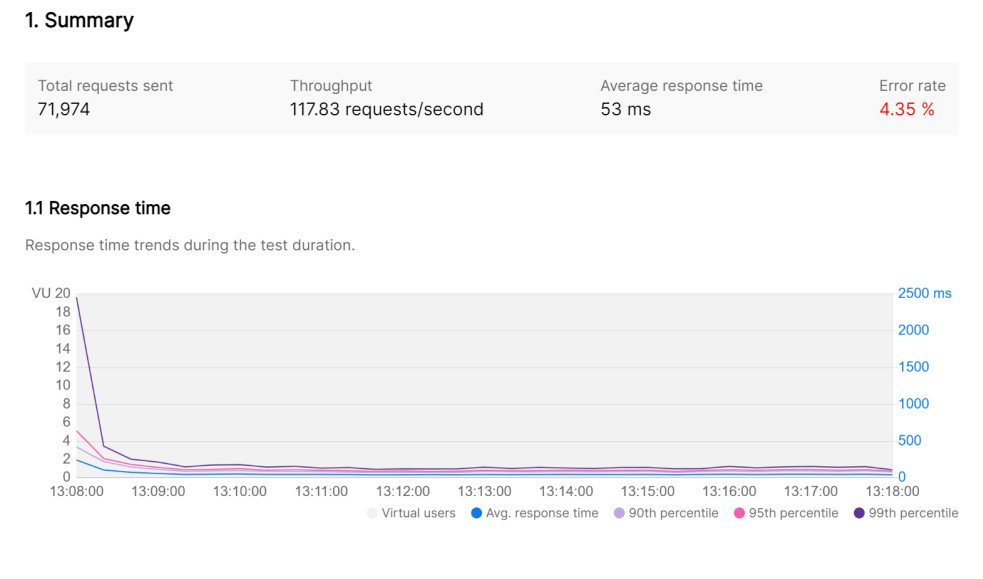 1. Summary
Total requests sent Throughput Average response time Error rate
71,974 117.83 requests/second 53 ms 4.35 %
1.1 Response time
Response time trends during the test duration.
VU 20 2500 ms
18
16 2000
14
12 1500
10
8 1000
6
4 500
2
0 0
13:08:00 13:09:00 13:10:00 13:11:00 13:12:00 13:13:00 13:14:00 13:15:00 13:16:00 13:17:00 13:18:00
Virtual users Avg. response time 90th percentile 95th percentile 99th percentile